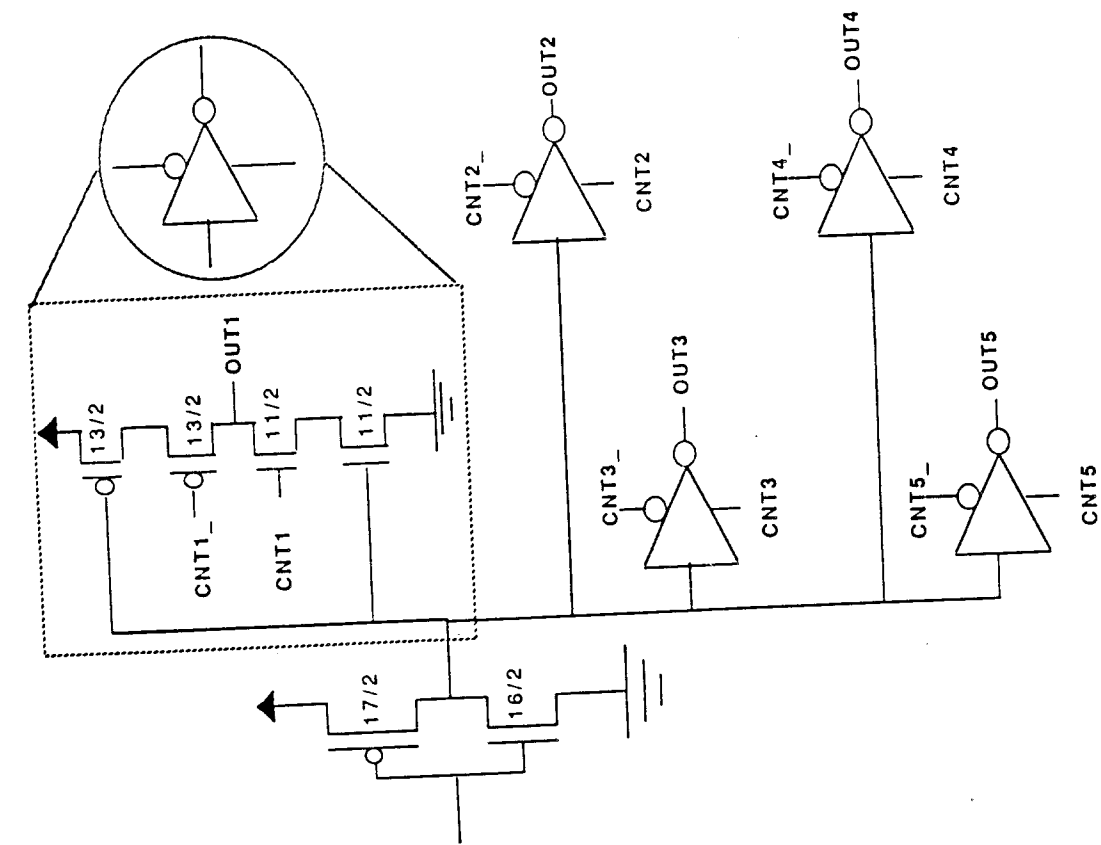 13/2
13/2
OUT1
11/2
11/2
CNT1_
CNT1
17/2
16/2
OUT2
CNT2_
CNT2
OUT4
CNT4_
CNT4
OUT3
CNT3_
CNT3
OUT5
CNT5_
CNT5